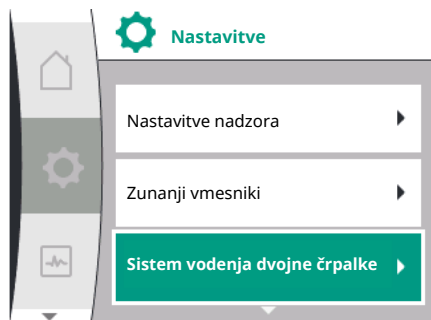 Nastavitve
Nastavitve nadzora
Zunanji vmesniki
Sistem vodenja dvojne črpalke